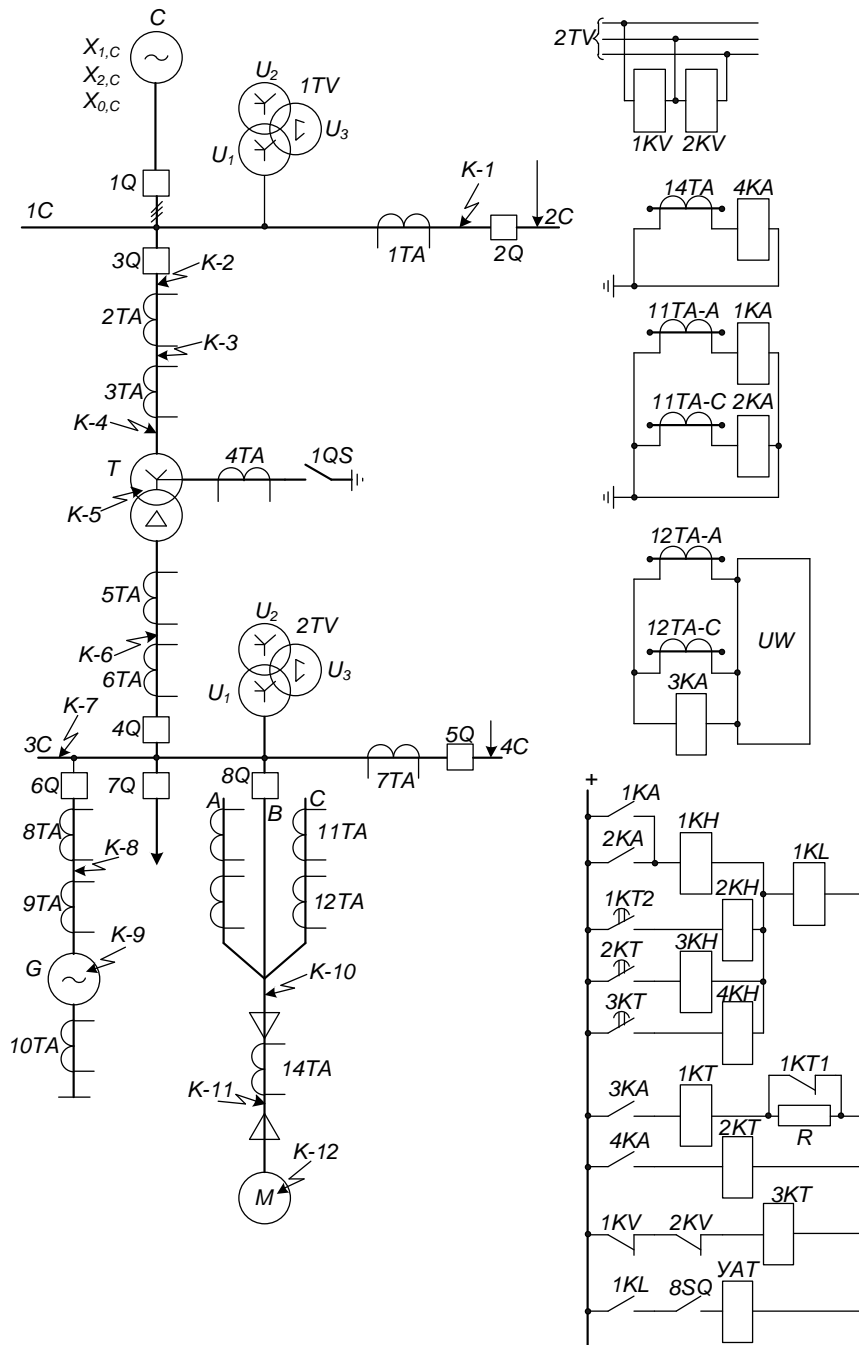 C
X1,C
X2,C
X0,C
U2
1TV
U3
U1
1Q
K-1
1C
2C
1TA
2Q
3Q
K-2
2TA
K-3
3TA
K-4
T
4TA
1QS
K-5
5TA
U2
2TV
K-6
U3
6TA
U1
K-7
4Q
3C
5Q
4C
6Q
7Q
8Q
7TA
A
B
C
8TA
11TA
K-8
9TA
12TA
K-9
G
K-10
10TA
14TA
K-11
K-12
M
2TV
1KV
2KV
14TA
4KA
11TA-A
1KA
11TA-C
2KA
12TA-A
12TA-C
UW
3KA
+
1KA
1KH
2KA
1KL
1KT2
2KH
2KT
3KH
3KT
4KH
1KT1
3KA
1KT
R
4KA
2KT
3KT
1KV
2KV
УАТ
1KL
8SQ